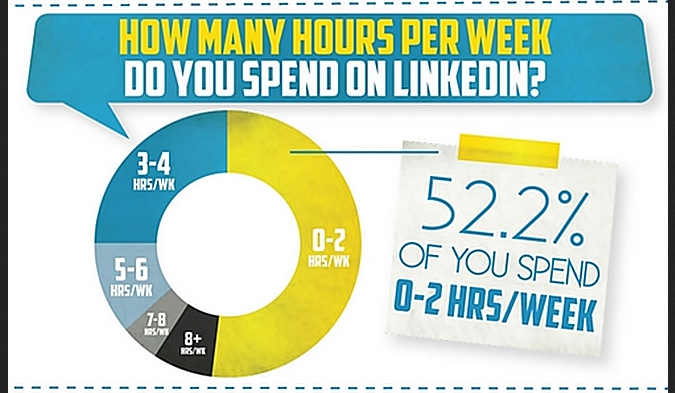 HOW MANY HOURS PER WEEK
DO YOU SPEND ON LINKEDIN?
3-4
HRS/WK
0-2
HRS/WK
5-6
HRS/WK
7-8
HRS/WK
8+
HRS/WK
52.2%
OF YOU SPEND
0-2 HRS/WEEK